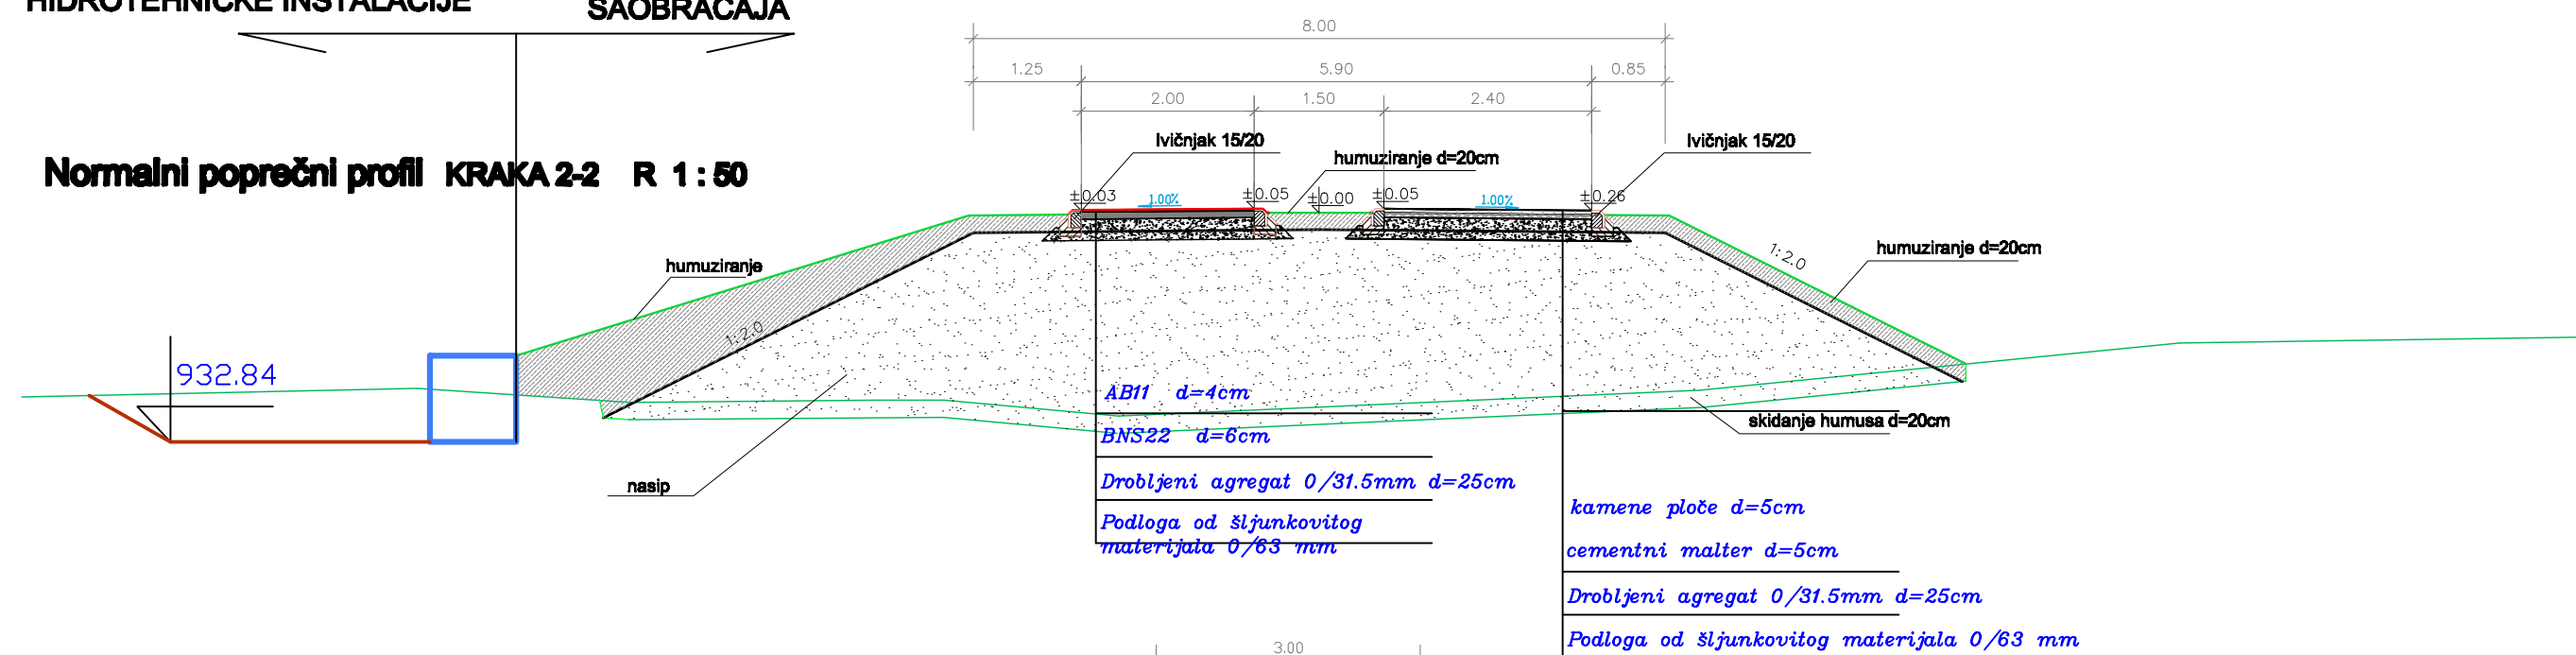 HIDROTEHNIČKE INSTALACIJE
SAOBRAĆAJA
8.00
1.25 5.90 0.85
2.00 1.50 2.40
Ivičnjak 15/20
humuziranje d=20cm
Ivičnjak 15/20
Normalni poprečni profil KRAKA 2-2 R 1 : 50
±0.03 1.00% ±0.05 ±0.00 ±0.05 1.00% ±0.26
humuziranje
1:2.0
humuziranje d=20cm
1:2.0
932.84
AB11 d=4cm
BNS22 d=6cm
Drobljeni agregat 0/31.5mm d=25cm
Podloga od šljunkovitog
materijala 0/63 mm
skidanje humusa d=20cm
nasip
kamene ploče d=5cm
cementni malter d=5cm
Drobljeni agregat 0/31.5mm d=25cm
Podloga od šljunkovitog materijala 0/63 mm
3.00